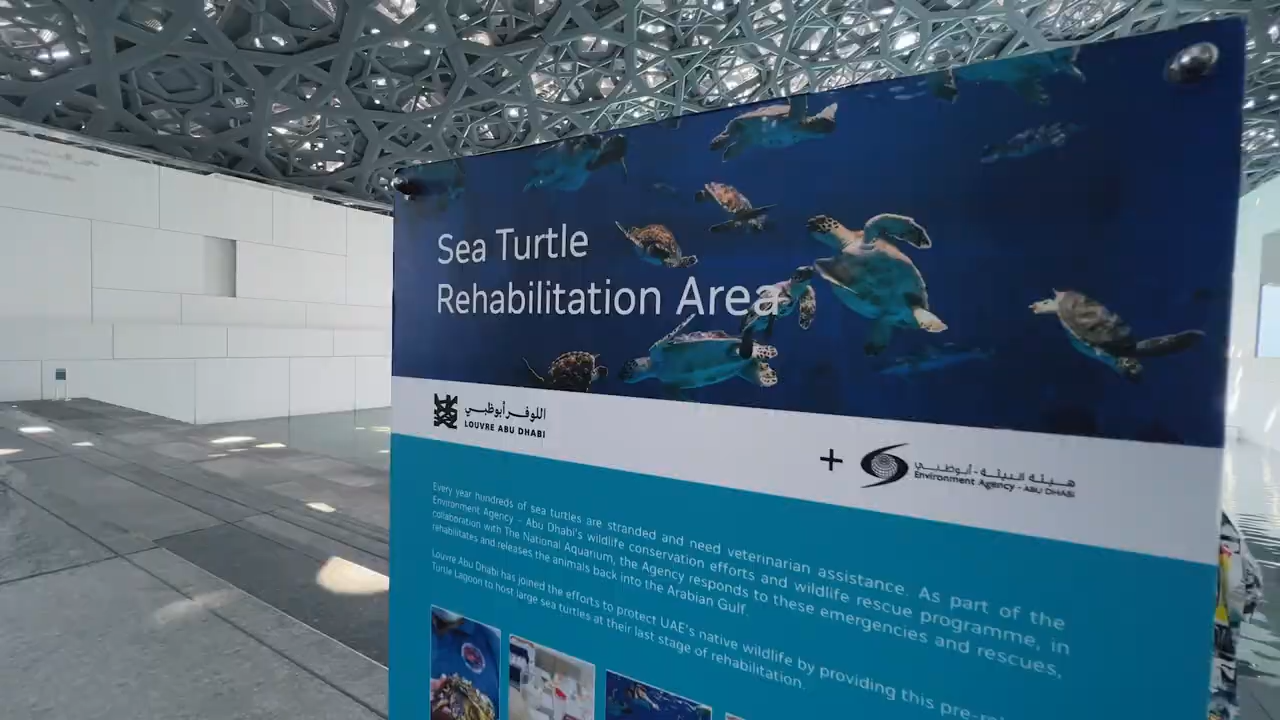 Sea Turtle
Rehabilitation Area
اللوفر أبوظبي
LOUVRE ABU DHABI
+
هيئة البيئة - أبوظبي
Environment Agency - ABU DHABI
Every year hundreds of sea turtles are stranded and need veterinarian assistance. As part of the
Environment Agency – Abu Dhabi's wildlife conservation efforts and wildlife rescue programme, in
collaboration with The National Aquarium, the Agency responds to these emergencies and rescues,
rehabilitates and releases the animals back into the Arabian Gulf.
Louvre Abu Dhabi has joined the efforts to protect UAE's native wildlife by providing this
Turtle Lagoon to host large sea turtles at their last stage of rehabilitation.